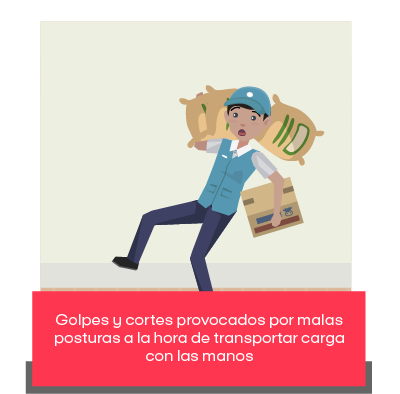 Golpes y cortes provocados por malas
posturas a la hora de transportar carga
con las manos